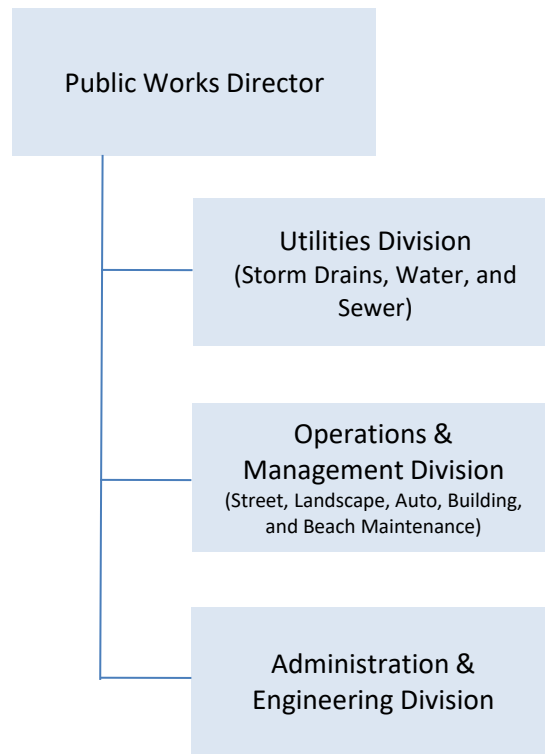 Public Works Director
Utilities Division
(Storm Drains, Water, and
Sewer)
Operations &
Management Division
(Street, Landscape, Auto, Building,
and Beach Maintenance)
Administration &
Engineering Division